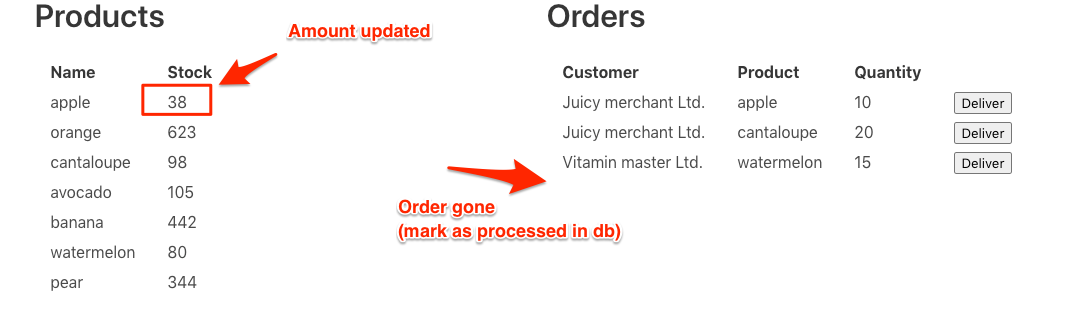 Products
Amount updated
Name Stock
apple 38
orange 623
cantaloupe 98
avocado 105
banana 442
watermelon 80
pear 344
Orders
Customer Product Quantity
Juicy merchant Ltd. apple 10 Deliver
Juicy merchant Ltd. cantaloupe 20 Deliver
Vitamin master Ltd. watermelon 15 Deliver
Order gone
(mark as processed in db)